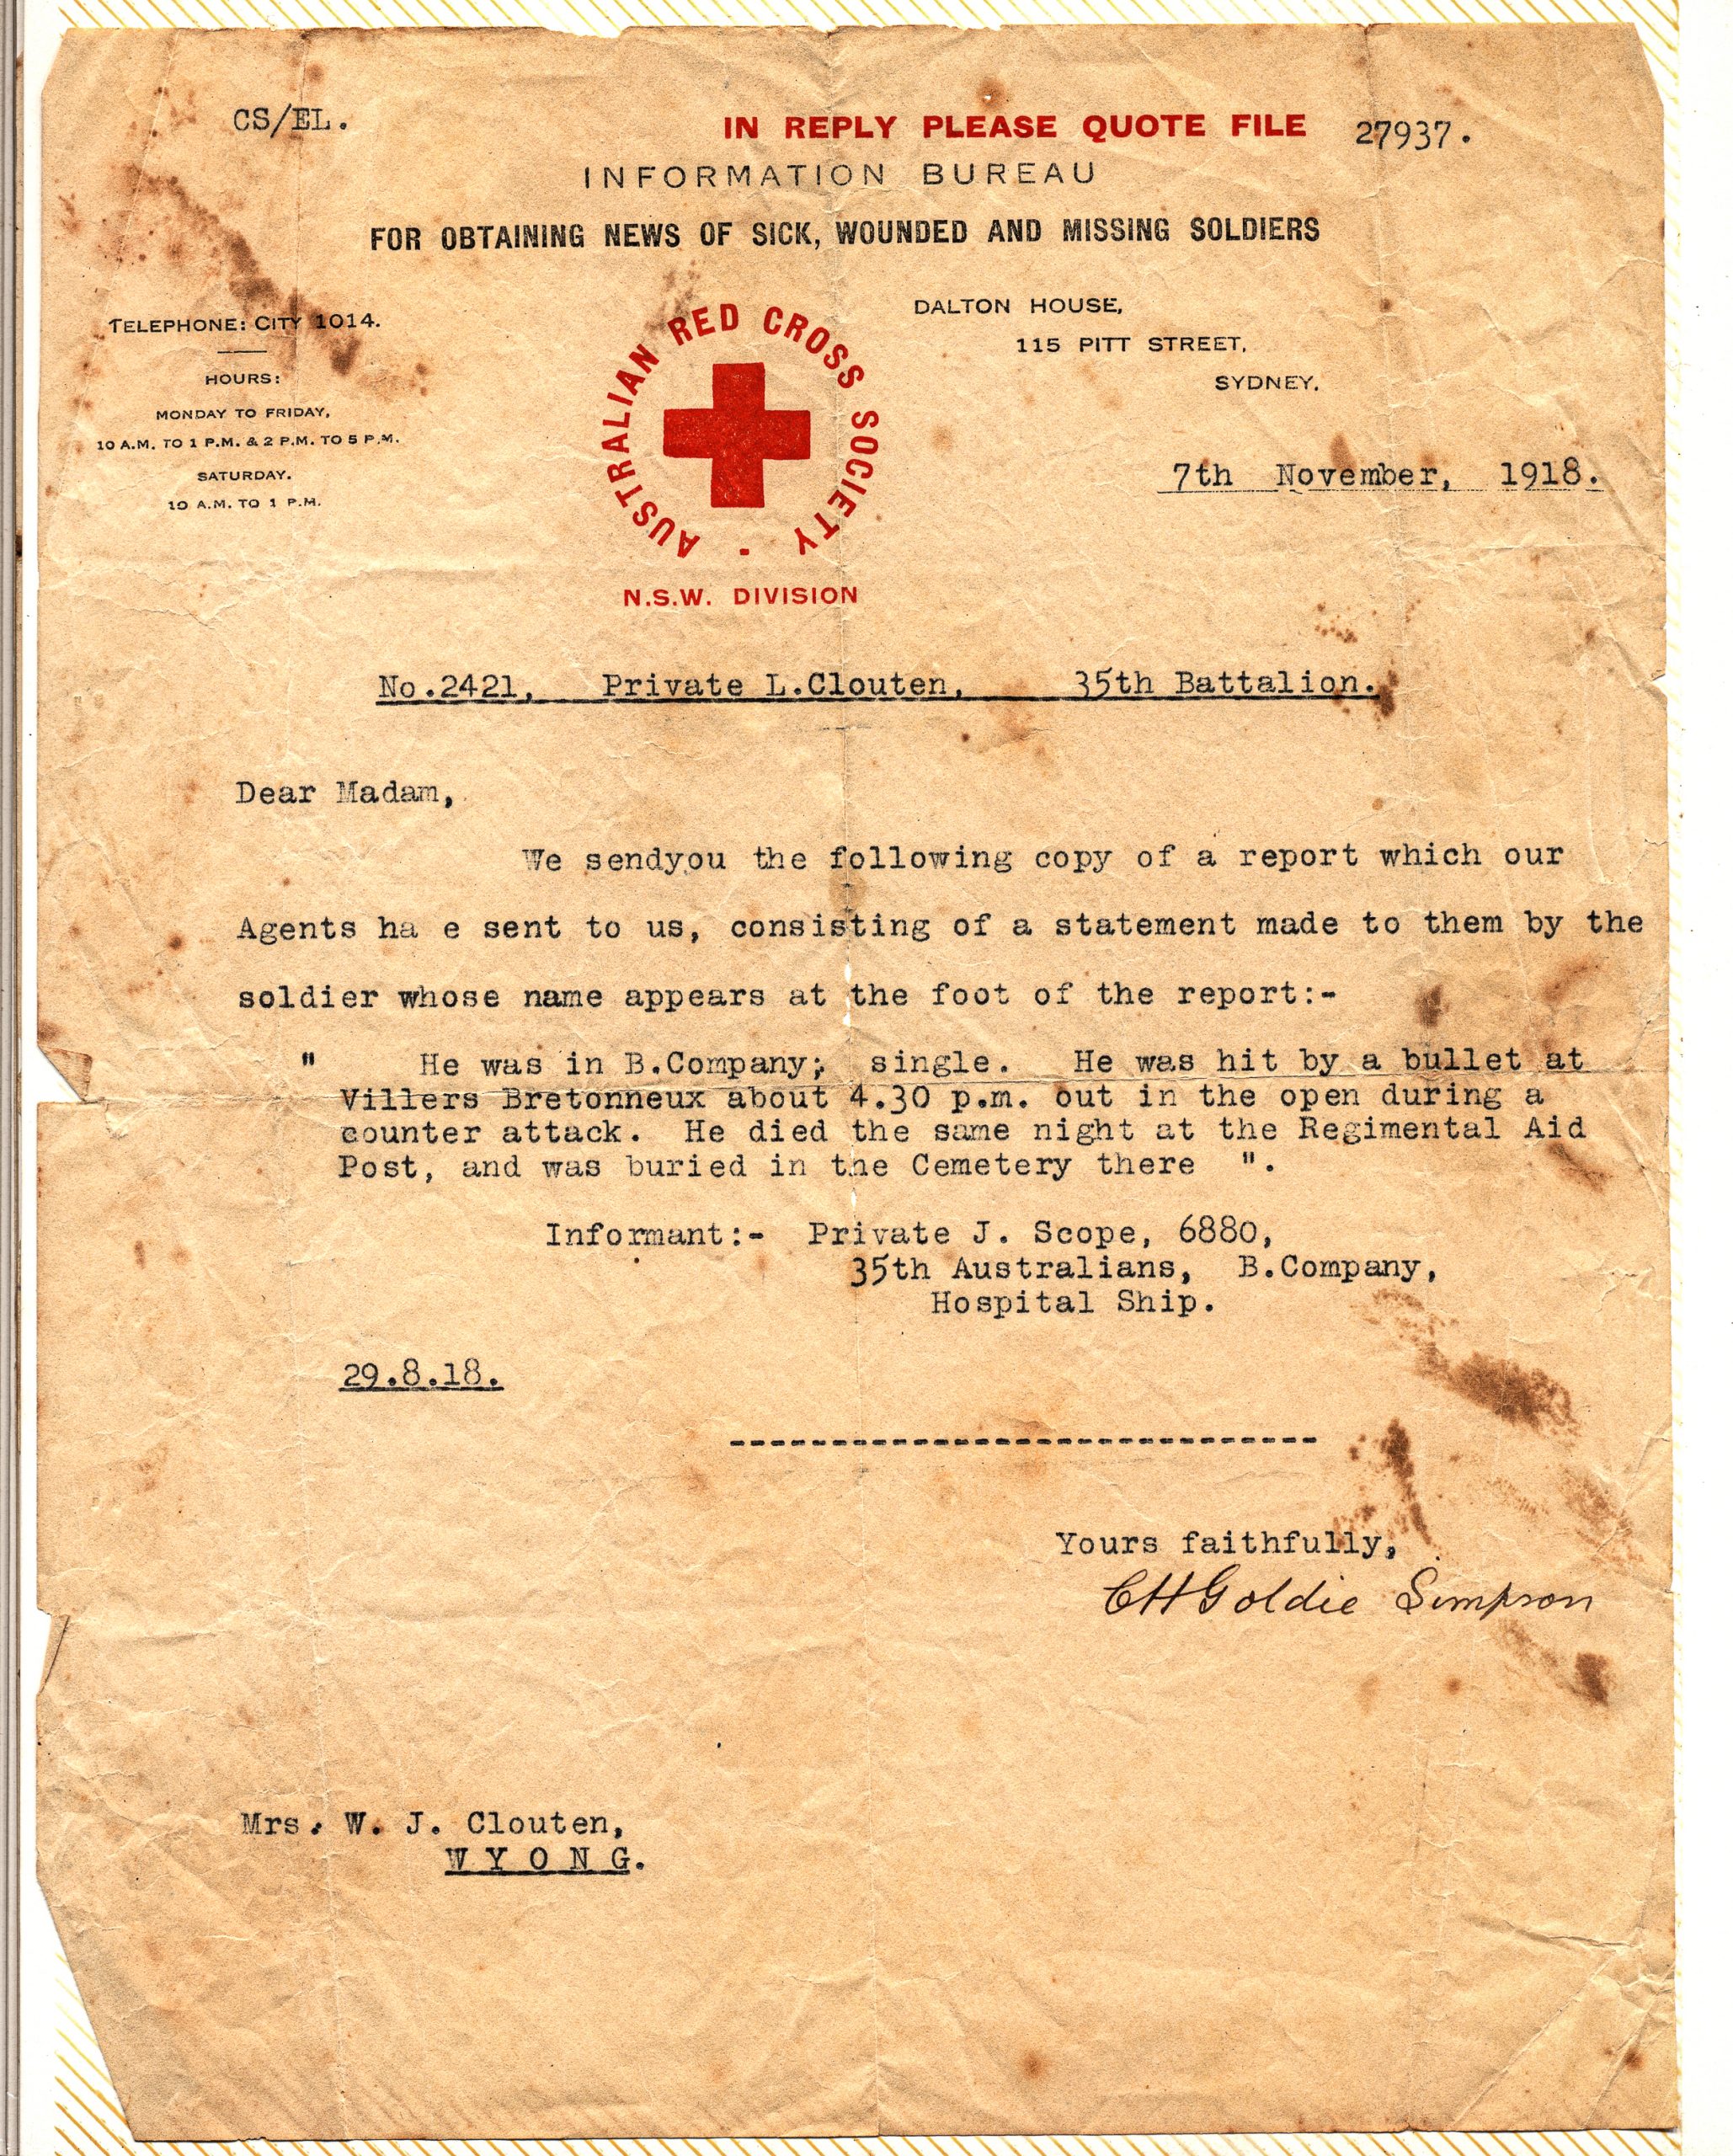 CS/EL.
IN REPLY PLEASE QUOTE FILE 27937.
INFORMATION BUREAU
FOR OBTAINING NEWS OF SICK, WOUNDED AND MISSING SOLDIERS
TELEPHONE: CITY 1014.
HOURS:
MONDAY TO FRIDAY,
10 A.M. TO 1 P.M. & 2 P.M. TO 5 P.M.
SATURDAY.
10 A.M. TO 1 P.M.
AUSTRALIAN RED CROSS SOCIETY
N.S.W. DIVISION
DALTON HOUSE,
115 PITT STREET,
SYDNEY.
7th November, 1918.
No.2421, Private L.Clouten, 35th Battalion.
Dear Madam,
We sendyou the following copy of a report which our
Agents ha e sent to us, consisting of a statement made to them by the
soldier whose name appears at the foot of the report:-
" He was in B.Company; single. He was hit by a bullet at
Villers Bretonneux about 4.30 p.m. out in the open during a
counter attack. He died the same night at the Regimental Aid
Post, and was buried in the Cemetery there ".
Informant:- Private J. Scope, 6880,
35th Australians, B.Company,
Hospital Ship.
29.8.18.
Yours faithfully,
CH Goldie Simpson
Mrs. W. J. Clouten,
W Y O N G.